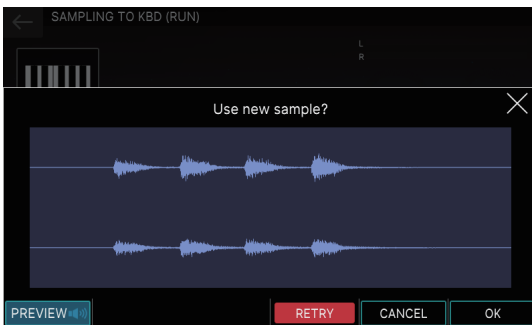 SAMPLING TO KBD (RUN)
L
R
Use new sample?
PREVIEW
RETRY
CANCEL
OK